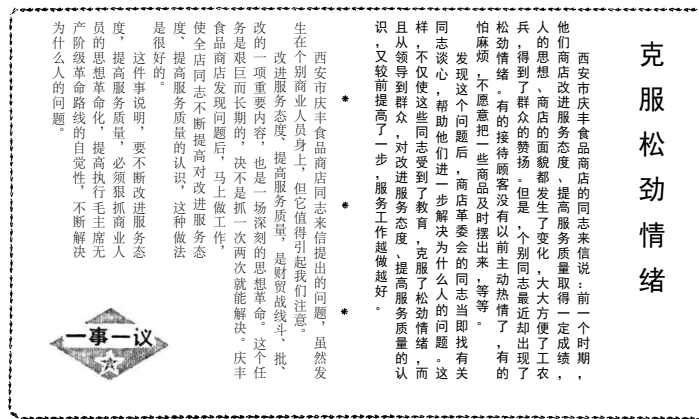 克服松劲情绪
西安市庆丰食品商店的同志来信说：前一个时期，
他们商店改进服务态度、提高服务质量取得一定成绩，
人的思想、商店的面貌都发生了变化，大大方便了工农
兵，得到了群众的赞扬。但是，个别同志最近却出现了
松劲情绪。有的接待顾客没有以前主动热情了，有的
怕麻烦，不愿意把一些商品及时摆出来，等等。
发现这个问题后，商店革委会的同志当即找有关
同志谈心，帮助他们进一步解决为什么人的问题。这
样，不仅使这些同志受到了教育，克服了松劲情绪，而
且从领导到群众，对改进服务态度、提高服务质量的认
识，又较前提高了一步，服务工作越做越好。
* * *
西安市庆丰食品商店同志来信提出的问题，虽然发
生在个别商业人员身上，但它值得引起我们注意。
改进服务态度、提高服务质量，是财贸战线斗、批、
改的一项重要内容，也是一场深刻的思想革命。这个任
务是艰巨而长期的，决不是抓一次两次就能解决。庆丰
食品商店发现问题后，马上做工作，
使全店同志不断提高对改进服务态
度、提高服务质量的认识，这种做法
是很好的。
这件事说明，要不断改进服务态
度，提高服务质量，必须狠抓商业人
员的思想革命化，提高执行毛主席无
产阶级革命路线的自觉性，不断解决
为什么人的问题。
一事一议